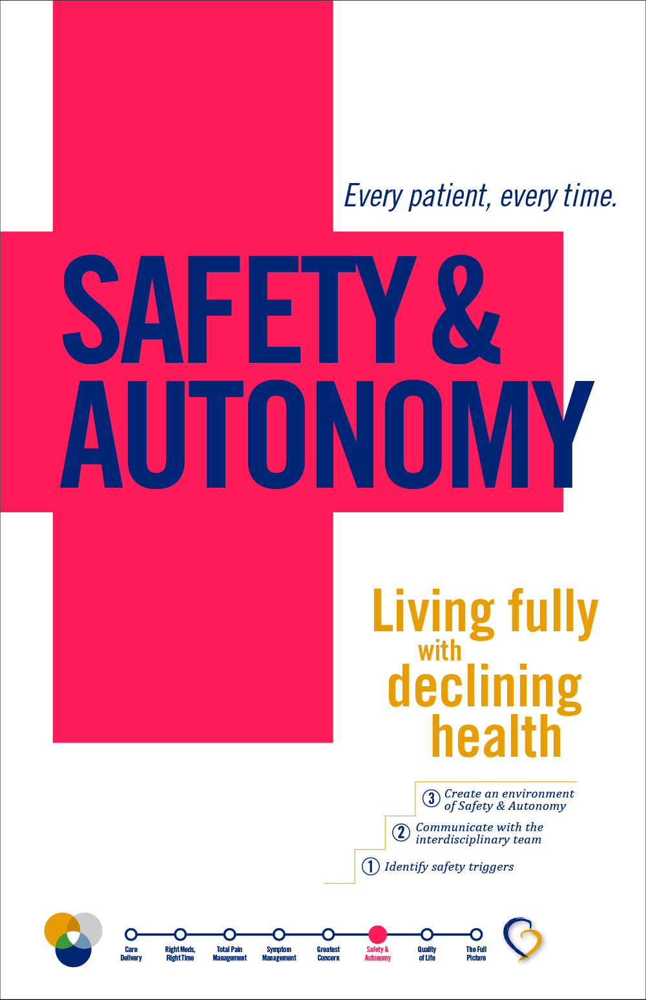 Every patient, every time.
SAFETY &
AUTONOMY
Living fully
with
declining
health
3 Create an environment
of Safety & Autonomy
2 Communicate with the
interdisciplinary team
1 Identify safety triggers
Care
Delivery
Right Meds,
Right Time
Total Pain
Management
Symptom
Management
Greatest
Concern
Safety &
Autonomy
Quality
of Life
The Full
Picture